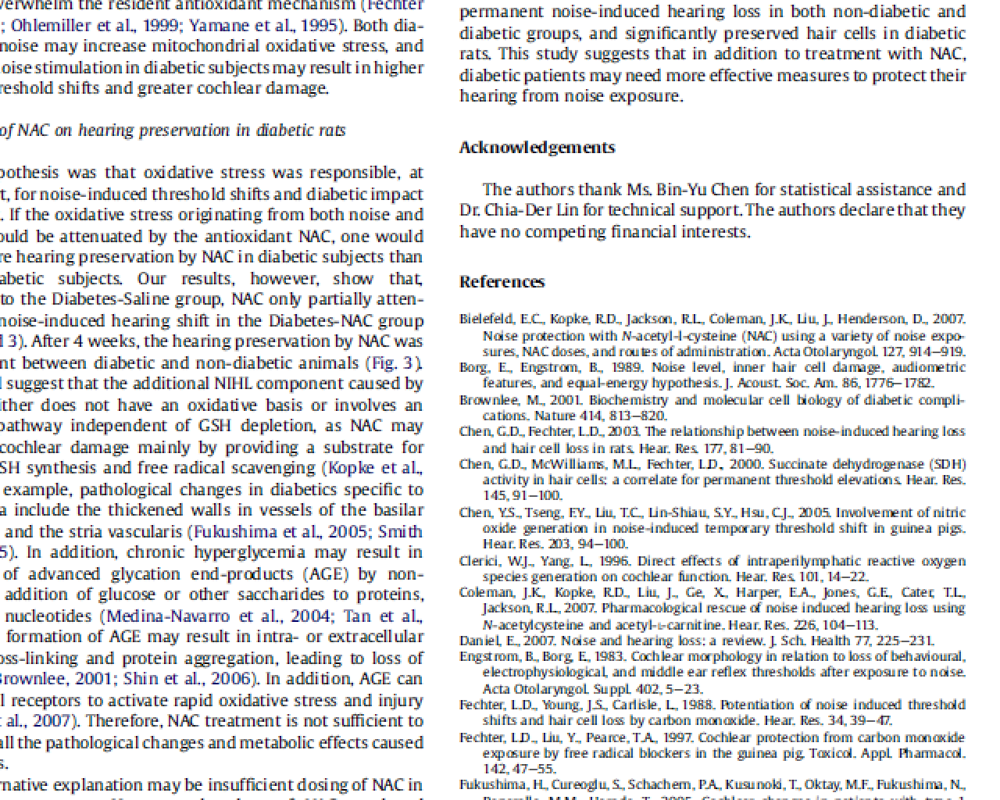 verwhelm the resident antioxidant mechanism (Fechter
; Ohlemiller et al., 1999; Yamane et al., 1995). Both dia-
noise may increase mitochondrial oxidative stress, and
oise stimulation in diabetic subjects may result in higher
reshold shifts and greater cochlear damage.
of NAC on hearing preservation in diabetic rats
pothesis was that oxidative stress was responsible, at
t, for noise-induced threshold shifts and diabetic impact
. If the oxidative stress originating from both noise and
ould be attenuated by the antioxidant NAC, one would
re hearing preservation by NAC in diabetic subjects than
abetic subjects. Our results, however, show that,
to the Diabetes-Saline group, NAC only partially atten-
noise-induced hearing shift in the Diabetes-NAC group
d 3). After 4 weeks, the hearing preservation by NAC was
nt between diabetic and non-diabetic animals (Fig. 3).
l suggest that the additional NIHL component caused by
ither does not have an oxidative basis or involves an
pathway independent of GSH depletion, as NAC may
cochlear damage mainly by providing a substrate for
SH synthesis and free radical scavenging (Kopke et al.,
example, pathological changes in diabetics specific to
a include the thickened walls in vessels of the basilar
and the stria vascularis (Fukushima et al., 2005; Smith
5). In addition, chronic hyperglycemia may result in
of advanced glycation end-products (AGE) by non-
addition of glucose or other saccharides to proteins,
nucleotides (Medina-Navarro et al., 2004; Tan et al.,
formation of AGE may result in intra- or extracellular
oss-linking and protein aggregation, leading to loss of
Brownlee, 2001; Shin et al., 2006). In addition, AGE can
l receptors to activate rapid oxidative stress and injury
t al., 2007). Therefore, NAC treatment is not sufficient to
all the pathological changes and metabolic effects caused
s.
rnative explanation may be insufficient dosing of NAC in
permanent noise-induced hearing loss in both non-diabetic and
diabetic groups, and significantly preserved hair cells in diabetic
rats. This study suggests that in addition to treatment with NAC,
diabetic patients may need more effective measures to protect their
hearing from noise exposure.
Acknowledgements
The authors thank Ms. Bin-Yu Chen for statistical assistance and
Dr. Chia-Der Lin for technical support. The authors declare that they
have no competing financial interests.
References
Bielefeld, E.C., Kopke, R.D., Jackson, R.L., Coleman, J.K., Liu, J., Henderson, D., 2007.
Noise protection with N-acetyl-l-cysteine (NAC) using a variety of noise expo-
sures, NAC doses, and routes of administration. Acta Otolaryngol. 127, 914–919.
Borg, E., Engstrom, B., 1989. Noise level, inner hair cell damage, audiometric
features, and equal-energy hypothesis. J. Acoust. Soc. Am. 86, 1776–1782.
Brownlee, M., 2001. Biochemistry and molecular cell biology of diabetic compli-
cations. Nature 414, 813–820.
Chen, G.D., Fechter, L.D., 2003. The relationship between noise-induced hearing loss
and hair cell loss in rats. Hear. Res. 177, 81–90.
Chen, G.D., McWilliams, M.L., Fechter, L.D., 2000. Succinate dehydrogenase (SDH)
activity in hair cells: a correlate for permanent threshold elevations. Hear. Res.
145, 91–100.
Chen, Y.S., Tseng, F.Y., Liu, T.C., Lin-Shiau, S.Y., Hsu, C.J., 2005. Involvement of nitric
oxide generation in noise-induced temporary threshold shift in guinea pigs.
Hear. Res. 203, 94–100.
Clerici, W.J., Yang, L., 1996. Direct effects of intraperilymphatic reactive oxygen
species generation on cochlear function. Hear. Res. 101, 14–22.
Coleman, J.K., Kopke, R.D., Liu, J., Ge, X., Harper, E.A., Jones, G.E., Cater, T.L.,
Jackson, R.L., 2007. Pharmacological rescue of noise induced hearing loss using
N-acetylcysteine and acetyl-L-carnitine. Hear. Res. 226, 104–113.
Daniel, E., 2007. Noise and hearing loss: a review. J. Sch. Health 77, 225–231.
Engstrom, B., Borg, E., 1983. Cochlear morphology in relation to loss of behavioural,
electrophysiological, and middle ear reflex thresholds after exposure to noise.
Acta Otolaryngol. Suppl. 402, 5–23.
Fechter, L.D., Young, J.S., Carlisle, L., 1988. Potentiation of noise induced threshold
shifts and hair cell loss by carbon monoxide. Hear. Res. 34, 39–47.
Fechter, L.D., Liu, Y., Pearce, T.A., 1997. Cochlear protection from carbon monoxide
exposure by free radical blockers in the guinea pig. Toxicol. Appl. Pharmacol.
142, 47–55.
Fukushima, H., Cureoglu, S., Schachern, P.A., Kusunoki, T., Oktay, M.F., Fukushima, N.,